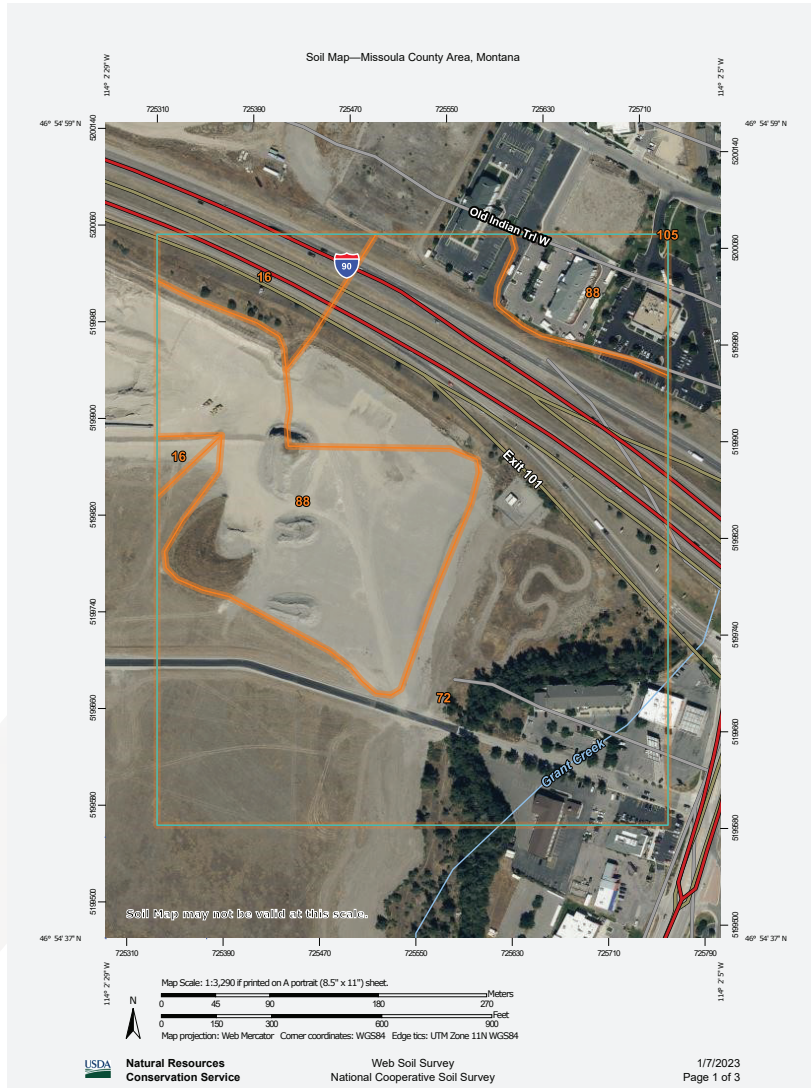 Soil Map—Missoula County Area, Montana
114° 2' 29" W
114° 2' 5" W
725310 725390 725470 725550 725630 725710
46° 54' 59" N
46° 54' 59" N
5200140
5200140
5200060
5200060
Old Indian Trl W
105
90
16
88
5199980
5199980
5199900
5199900
16
Exit 101
88
5199820
5199820
5199740
5199740
72
5199660
5199660
Grant Creek
5199580
5199580
5199500
5199500
Soil Map may not be valid at this scale.
46° 54' 37" N
46° 54' 37" N
725310 725390 725470 725550 725630 725710 725790
114° 2' 29" W
114° 2' 5" W
Map Scale: 1:3,290 if printed on A portrait (8.5" x 11") sheet.
N
Meters
0 45 90 180 270
Feet
0 150 300 600 900
Map projection: Web Mercator Corner coordinates: WGS84 Edge tics: UTM Zone 11N WGS84
USDA
Natural Resources
Conservation Service
Web Soil Survey
National Cooperative Soil Survey
1/7/2023
Page 1 of 3